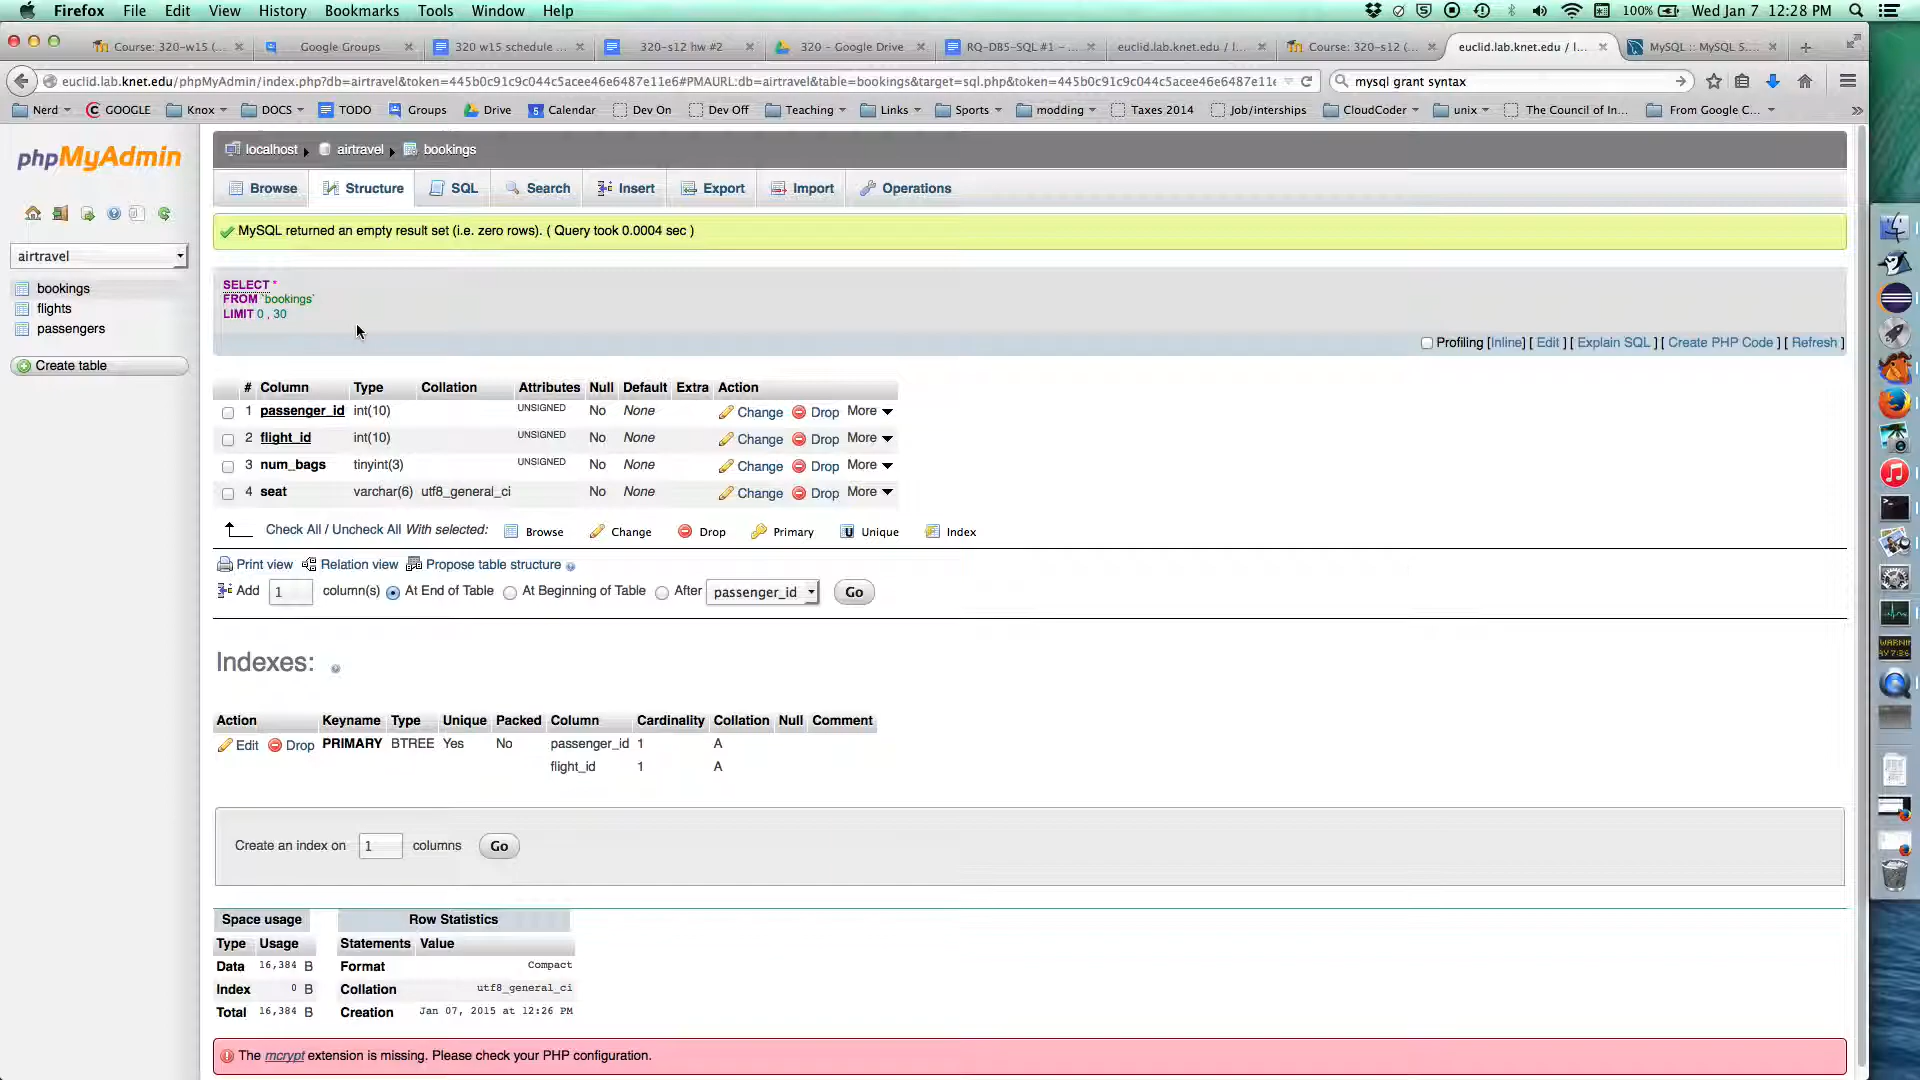 Firefox File Edit View History Bookmarks Tools Window Help 100% Wed Jan 7 12:28 PM
Course: 320-w15 (... Google Groups 320 w15 schedule ... 320-s12 hw #2 320 - Google Drive RQ-DB5-SQL #1 - ... euclid.lab.knet.edu / l... Course: 320-s12 (... euclid.lab.knet.edu / l... MySQL :: MySQL 5....
euclid.lab.knet.edu/phpMyAdmin/index.php?db=airtravel&token=445b0c91c9c044c5acee46e6487e11e6#PMAURL:db=airtravel&table=bookings&target=sql.php&token=445b0c91c9c044c5acee46e6487e11e mysql grant syntax
Nerd GOOGLE Knox DOCS TODO Groups Drive Calendar Dev On Dev Off Teaching Links Sports modding Taxes 2014 Job/interships CloudCoder unix The Council of In... From Google C...
phpMyAdmin
airtravel
bookings
flights
passengers
Create table
localhost airtravel bookings
Browse Structure SQL Search Insert Export Import Operations
MySQL returned an empty result set (i.e. zero rows). ( Query took 0.0004 sec )
SELECT *
FROM `bookings`
LIMIT 0 , 30
Profiling [Inline] [ Edit ] [ Explain SQL ] [ Create PHP Code ] [ Refresh ]
# Column Type Collation Attributes Null Default Extra Action
1 passenger_id int(10) UNSIGNED No None Change Drop More
2 flight_id int(10) UNSIGNED No None Change Drop More
3 num_bags tinyint(3) UNSIGNED No None Change Drop More
4 seat varchar(6) utf8_general_ci No None Change Drop More
Check All / Uncheck All With selected: Browse Change Drop Primary Unique Index
Print view Relation view Propose table structure
Add 1 column(s) At End of Table At Beginning of Table After passenger_id Go
Indexes:
Action Keyname Type Unique Packed Column Cardinality Collation Null Comment
Edit Drop PRIMARY BTREE Yes No passenger_id 1 A
flight_id 1 A
Create an index on 1 columns Go
Space usage Row Statistics
Type Usage Statements Value
Data 16,384 B Format Compact
Index 0 B Collation utf8_general_ci
Total 16,384 B Creation Jan 07, 2015 at 12:26 PM
The mcrypt extension is missing. Please check your PHP configuration.